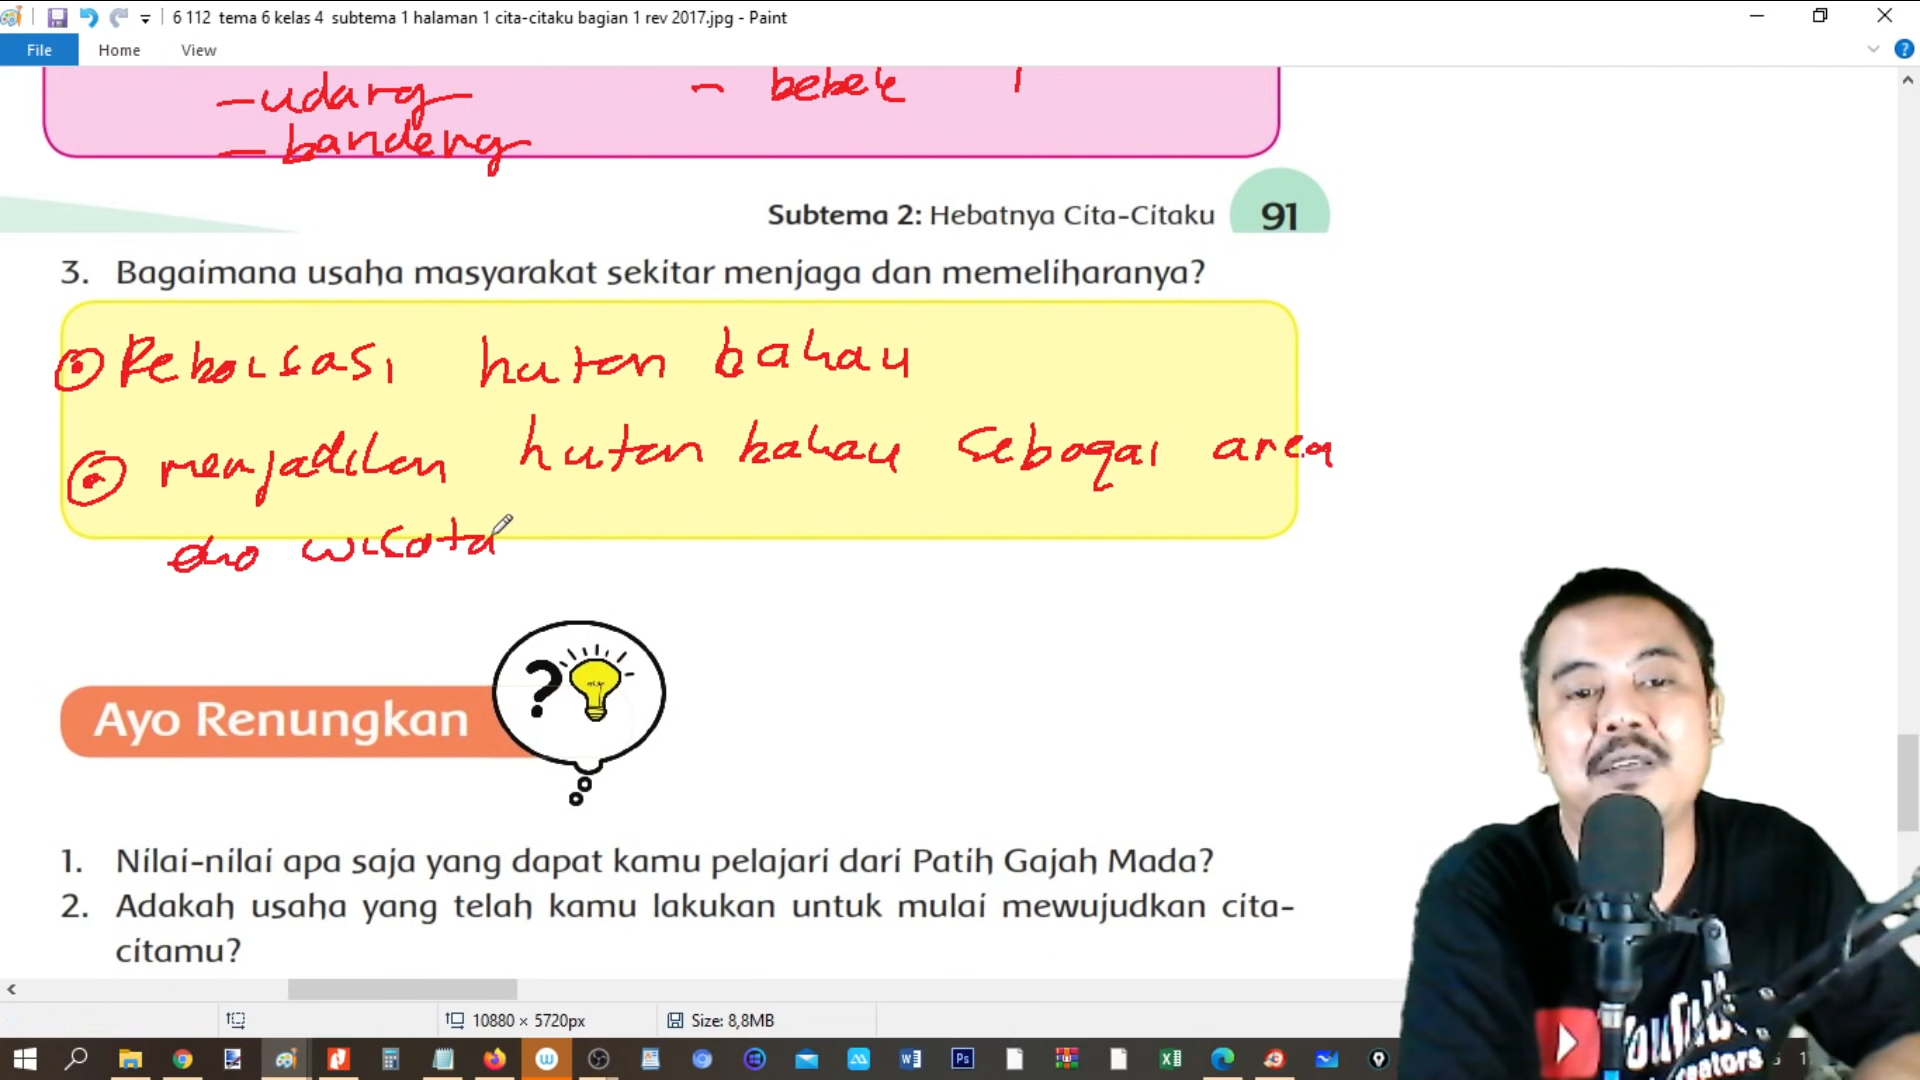 6 112 tema 6 kelas 4 subtema 1 halaman 1 cita-citaku bagian 1 rev 2017.jpg - Paint
File Home View
- udang - bebek
- bandeng
Subtema 2: Hebatnya Cita-Citaku 91
3. Bagaimana usaha masyarakat sekitar menjaga dan memeliharanya?
Reboisasi hutan bakau
menjadikan hutan bakau sebagai area
eko wisata
Ayo Renungkan
?
1. Nilai-nilai apa saja yang dapat kamu pelajari dari Patih Gajah Mada?
2. Adakah usaha yang telah kamu lakukan untuk mulai mewujudkan cita-
citamu?
10880 × 5720px Size: 8,8MB
YouTube
creators